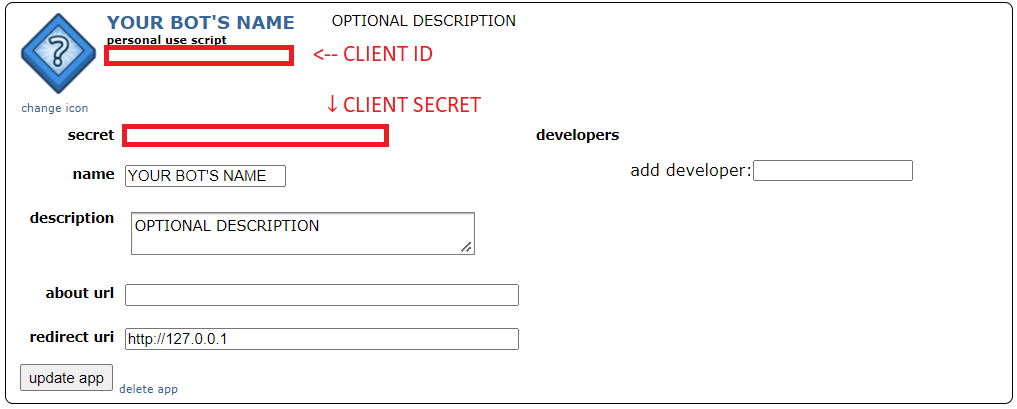 YOUR BOT'S NAME OPTIONAL DESCRIPTION
personal use script
<-- CLIENT ID
change icon
↓ CLIENT SECRET
secret
developers
name YOUR BOT'S NAME
add developer:
description OPTIONAL DESCRIPTION
about url
redirect uri http://127.0.0.1
update app delete app